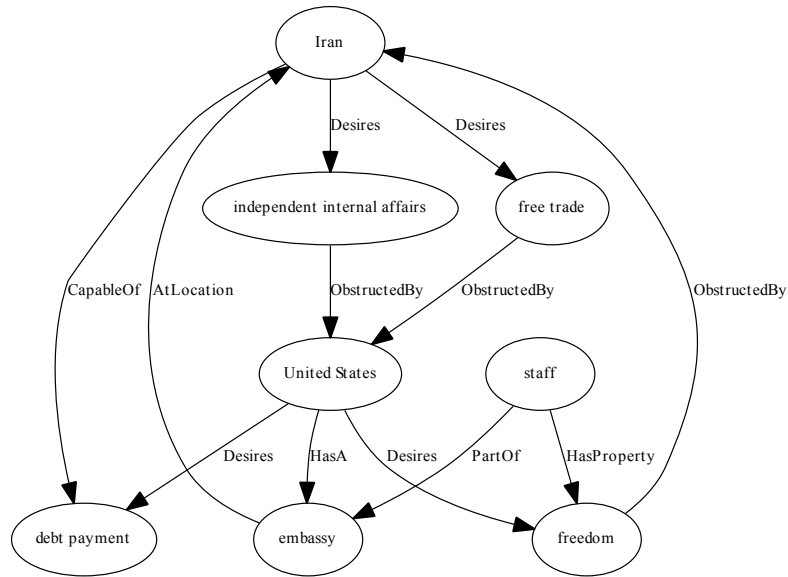 Iran
Desires
Desires
independent internal affairs
free trade
CapableOf
AtLocation
ObstructedBy
ObstructedBy
ObstructedBy
United States
staff
Desires
HasA
Desires
PartOf
HasProperty
debt payment
embassy
freedom